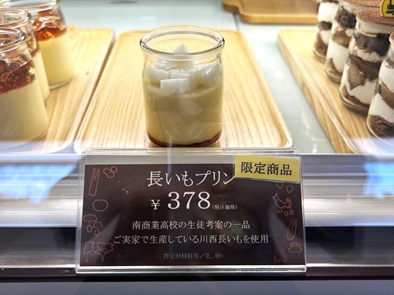 長いもプリン
限定商品
¥ 378 (税込価格)
南商業高校の生徒考案の一品
ご実家で生産している川西長いもを使用